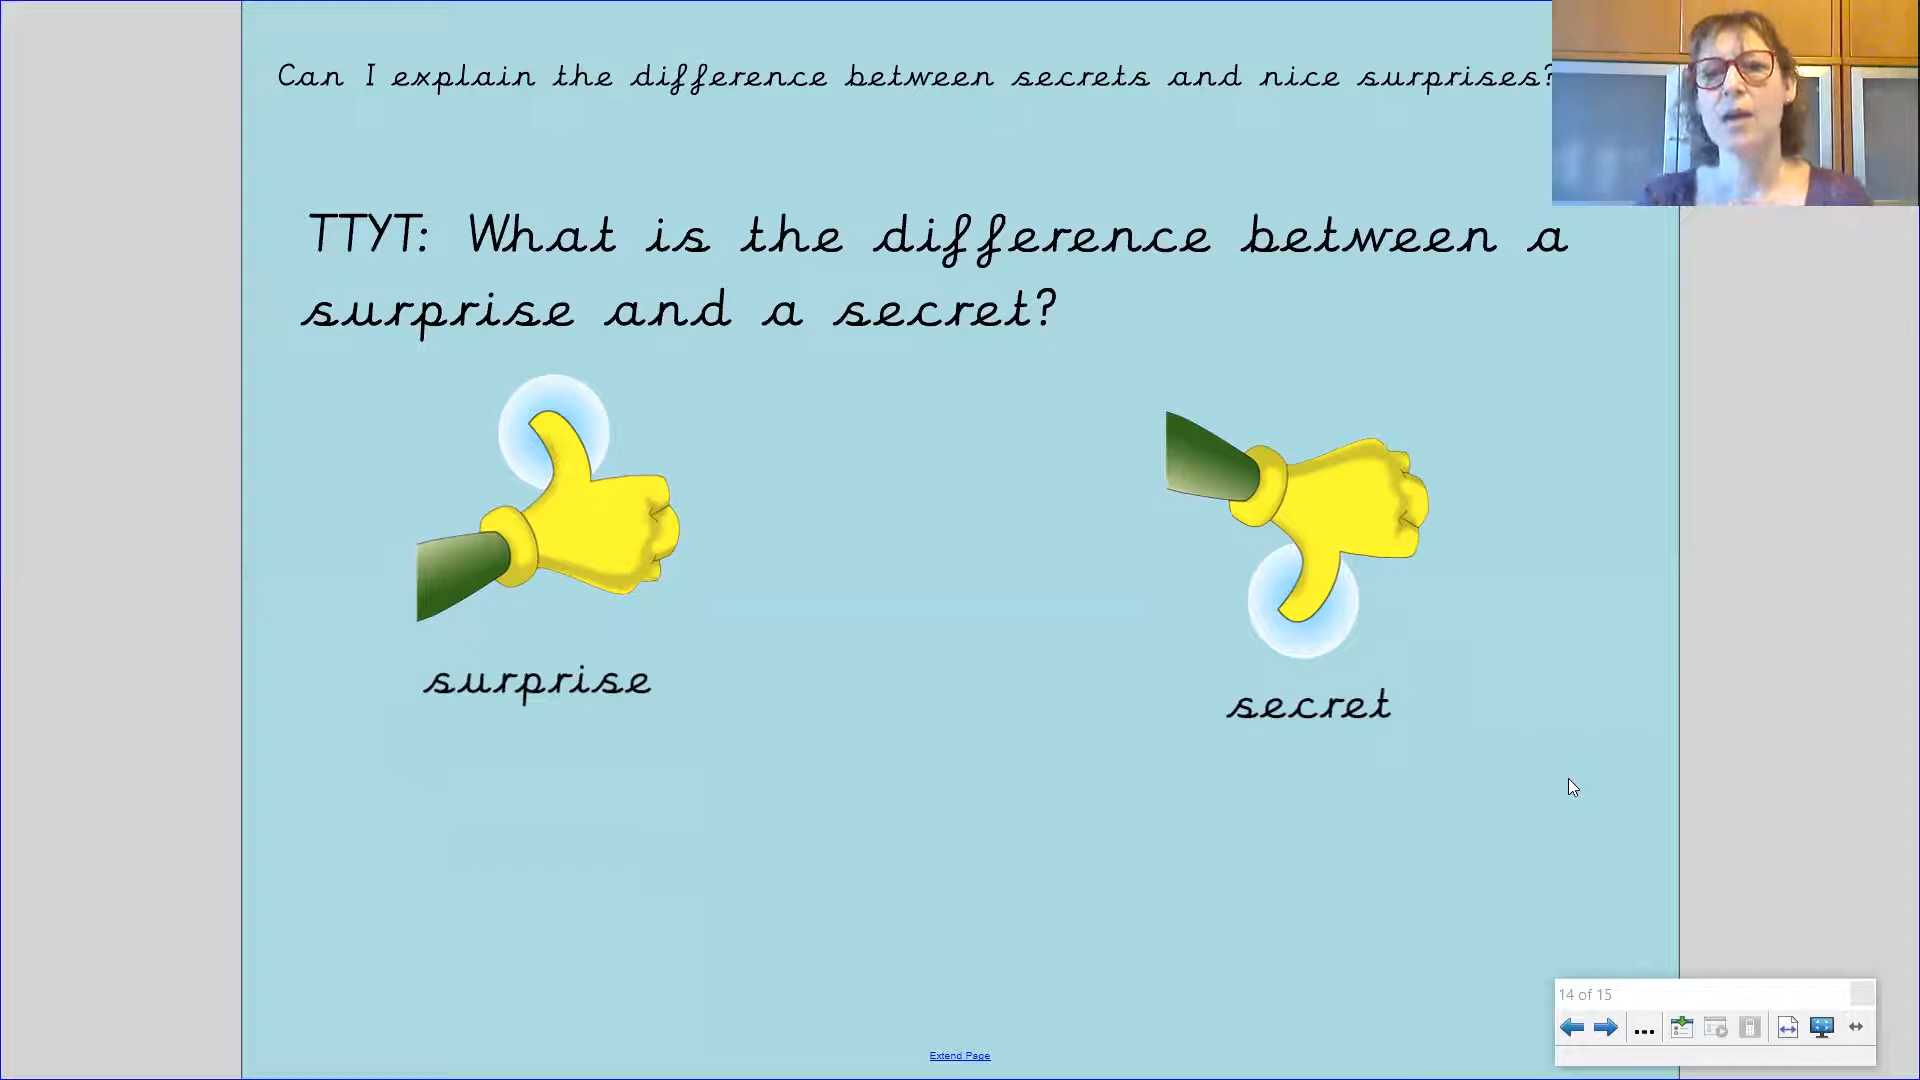 Can I explain the difference between secrets and nice surprises?
TTYT: What is the difference between a
surprise and a secret?
surprise
secret
14 of 15
Extend Page